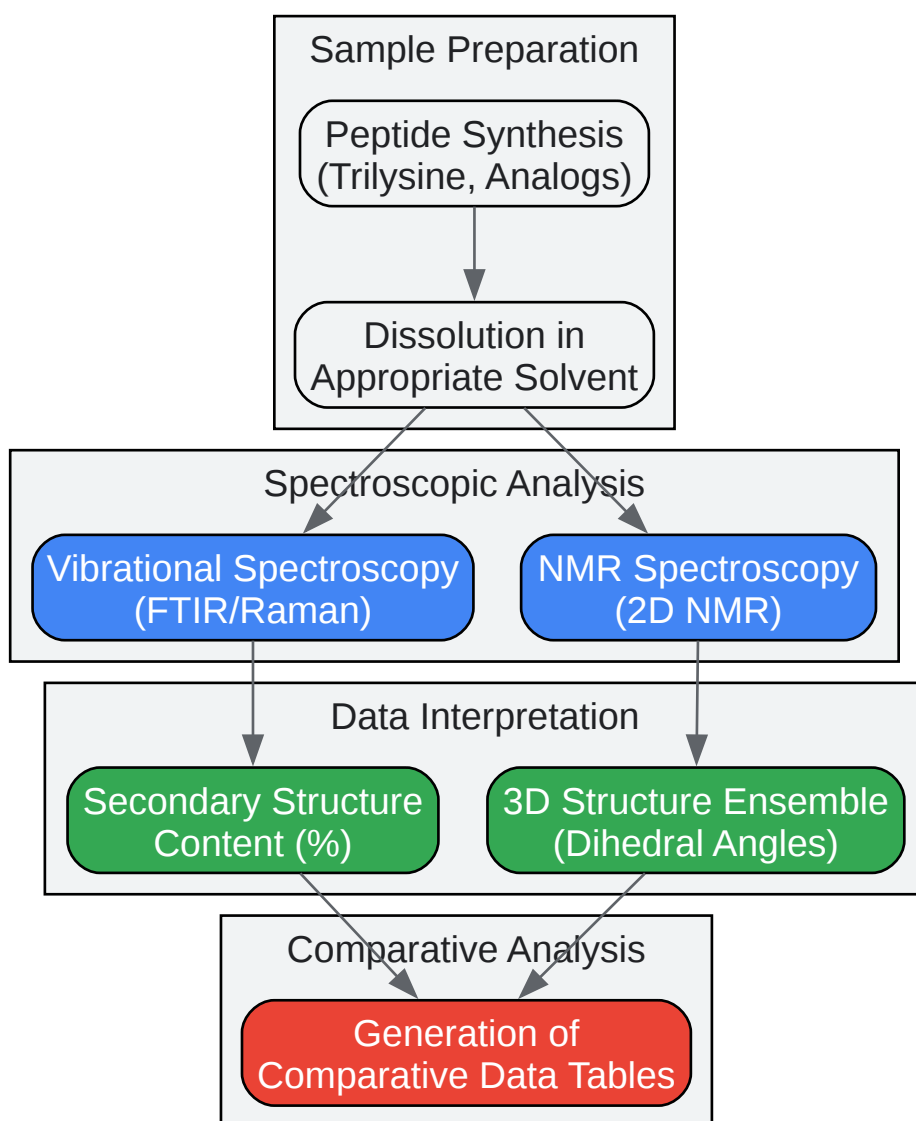 Sample Preparation
Peptide Synthesis
(Trilysine, Analogs)
Dissolution in
Appropriate Solvent
Spectroscopic Analysis
Vibrational Spectroscopy
(FTIR/Raman)
NMR Spectroscopy
(2D NMR)
Data Interpretation
Secondary Structure
Content (%)
3D Structure Ensemble
(Dihedral Angles)
Comparative Analysis
Generation of
Comparative Data Tables